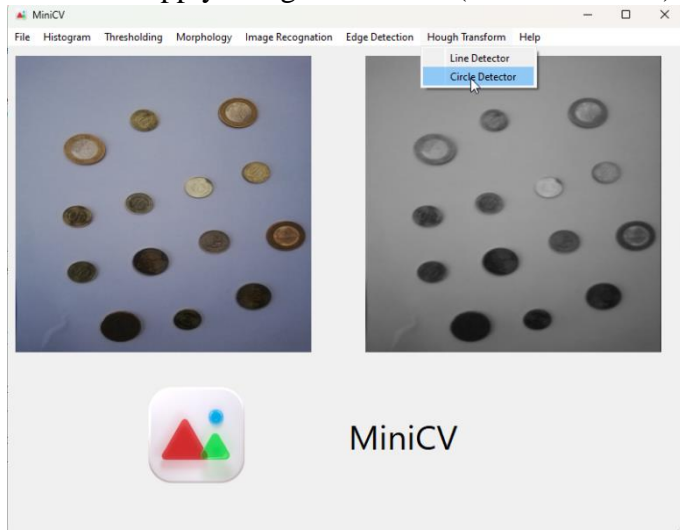 MiniCV
File Histogram Thresholding Morphology Image Recognation Edge Detection Hough Transform Help
Line Detector
Circle Detector
MiniCV